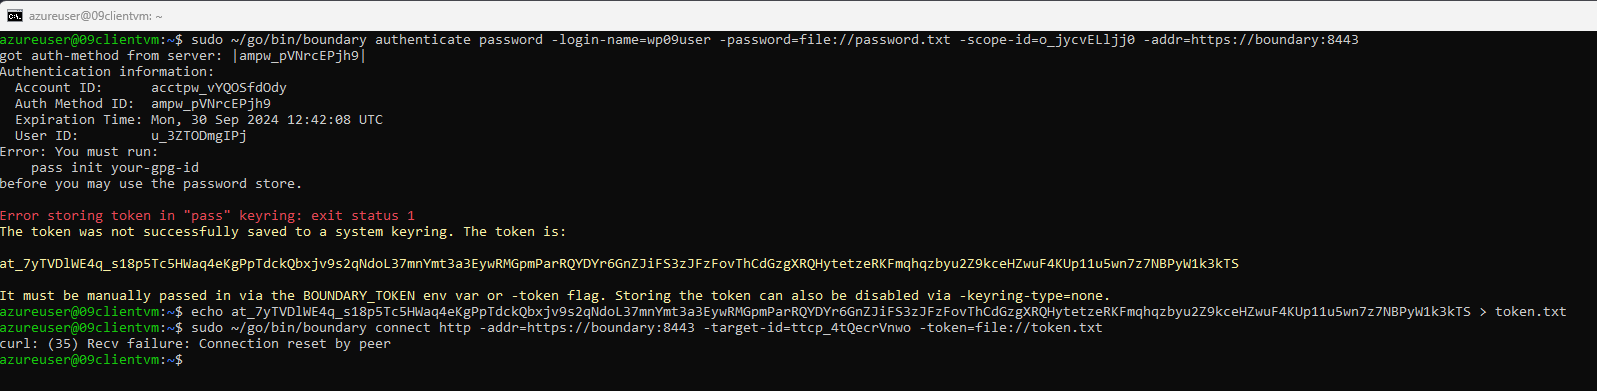 azureuser@09clientvm: ~
azureuser@09clientvm:~$ sudo ~/go/bin/boundary authenticate password -login-name=wp09user -password=file://password.txt -scope-id=o_jycvELljj0 -addr=https://boundary:8443
got auth-method from server: |ampw_pVNrcEPjh9|
Authentication information:
  Account ID:      acctpw_vYQOSfdOdy
  Auth Method ID:  ampw_pVNrcEPjh9
  Expiration Time: Mon, 30 Sep 2024 12:42:08 UTC
  User ID:         u_3ZTODmgIPj
Error: You must run:
    pass init your-gpg-id
before you may use the password store.
Error storing token in "pass" keyring: exit status 1
The token was not successfully saved to a system keyring. The token is:
at_7yTVDlWE4q_s18p5Tc5HWaq4eKgPpTdckQbxjv9s2qNdoL37mnYmt3a3EywRMGpmParRQYDYr6GnZJiFS3zJFzFovThCdGzgXRQHytetzeRKFmqhqzbyu2Z9kceHZwuF4KUp11u5wn7z7NBPyW1k3kTS
It must be manually passed in via the BOUNDARY_TOKEN env var or -token flag. Storing the token can also be disabled via -keyring-type=none.
azureuser@09clientvm:~$ echo at_7yTVDlWE4q_s18p5Tc5HWaq4eKgPpTdckQbxjv9s2qNdoL37mnYmt3a3EywRMGpmParRQYDYr6GnZJiFS3zJFzFovThCdGzgXRQHytetzeRKFmqhqzbyu2Z9kceHZwuF4KUp11u5wn7z7NBPyW1k3kTS > token.txt
azureuser@09clientvm:~$ sudo ~/go/bin/boundary connect http -addr=https://boundary:8443 -target-id=ttcp_4tQecrVnwo -token=file://token.txt
curl: (35) Recv failure: Connection reset by peer
azureuser@09clientvm:~$